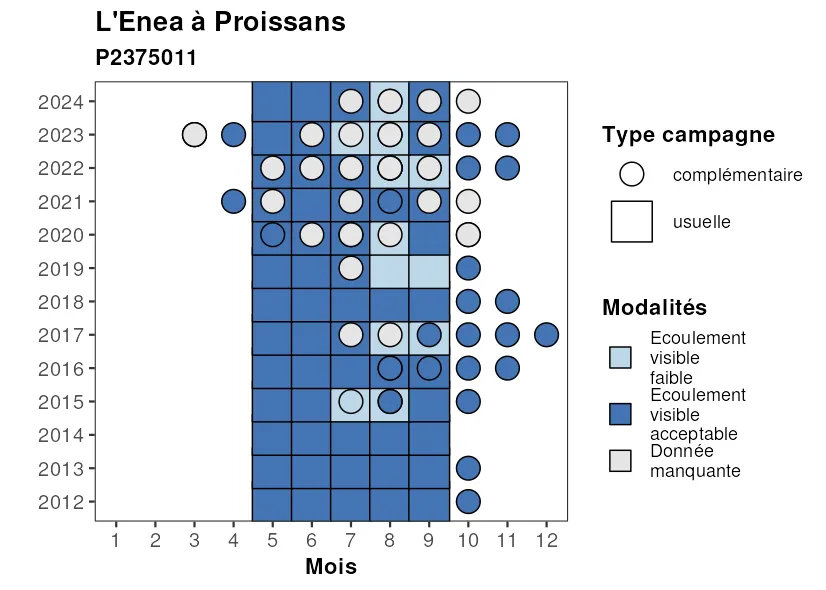 L'Enea à Proissans
P2375011
2024
2023
2022
2021
2020
2019
2018
2017
2016
2015
2014
2013
2012
1 2 3 4 5 6 7 8 9 10 11 12
Mois
Type campagne
complémentaire
usuelle
Modalités
Ecoulement
visible
faible
Ecoulement
visible
acceptable
Donnée
manquante